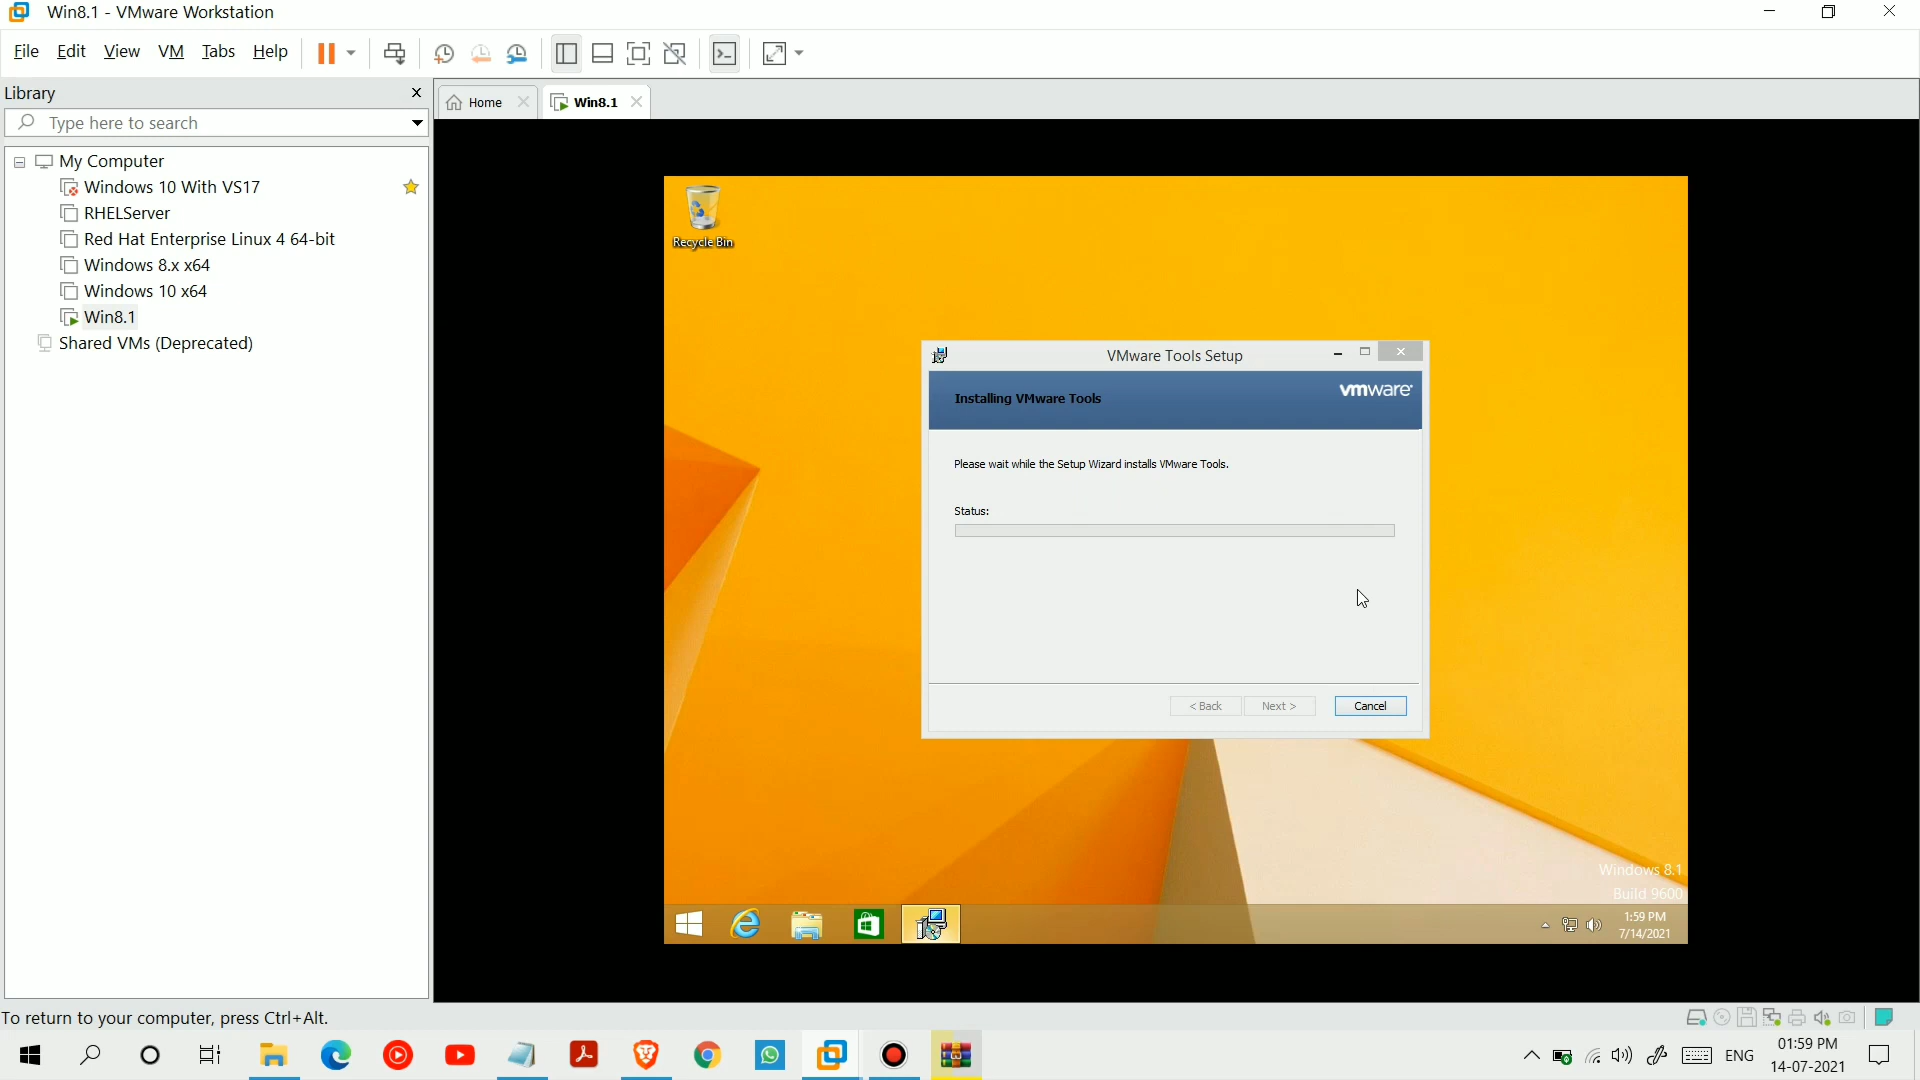 Win8.1 - VMware Workstation
File Edit View VM Tabs Help
Library
Home
Win8.1
Type here to search
My Computer
Windows 10 With VS17
RHELServer
Red Hat Enterprise Linux 4 64-bit
Windows 8.x x64
Windows 10 x64
Win8.1
Shared VMs (Deprecated)
Recycle Bin
VMware Tools Setup
Installing VMware Tools
vmware
Please wait while the Setup Wizard installs VMware Tools.
Status:
< Back
Next >
Cancel
Windows 8.1
Build 9600
1:59 PM
7/14/2021
To return to your computer, press Ctrl+Alt.
ENG
01:59 PM
14-07-2021